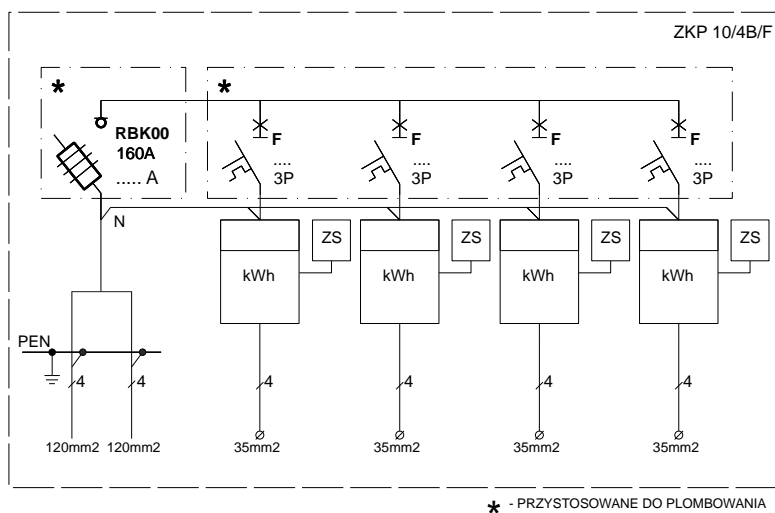 ZKP 10/4B/F
*
RBK00
160A
..... A
*
F
....
3P
F
....
3P
F
....
3P
F
....
3P
N
kWh
ZS
kWh
ZS
kWh
ZS
kWh
ZS
PEN
4
4
4
4
4
4
120mm2
120mm2
35mm2
35mm2
35mm2
35mm2
* - PRZYSTOSOWANE DO PLOMBOWANIA